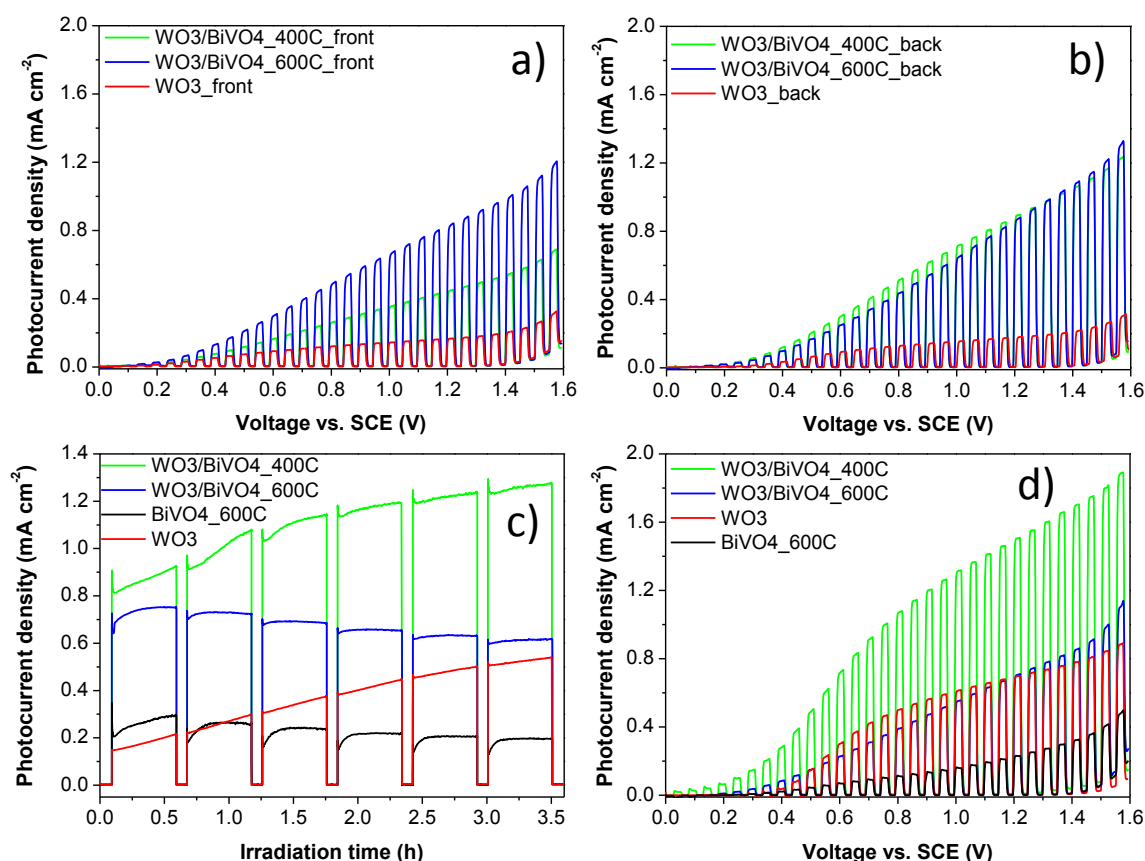 a)
WO3/BiVO4_400C_front
WO3/BiVO4_600C_front
WO3_front
Photocurrent density (mA cm-2)
2.0
1.6
1.2
0.8
0.4
0.0
0.0 0.2 0.4 0.6 0.8 1.0 1.2 1.4 1.6
Voltage vs. SCE (V)
b)
WO3/BiVO4_400C_back
WO3/BiVO4_600C_back
WO3_back
Photocurrent density (mA cm-2)
2.0
1.6
1.2
0.8
0.4
0.0
0.0 0.2 0.4 0.6 0.8 1.0 1.2 1.4 1.6
Voltage vs. SCE (V)
c)
WO3/BiVO4_400C
WO3/BiVO4_600C
BiVO4_600C
WO3
Photocurrent density (mA cm-2)
1.4
1.2
1.0
0.8
0.6
0.4
0.2
0.0
0.0 0.5 1.0 1.5 2.0 2.5 3.0 3.5
Irradiation time (h)
d)
WO3/BiVO4_400C
WO3/BiVO4_600C
WO3
BiVO4_600C
Photocurrent density (mA cm-2)
2.0
1.6
1.2
0.8
0.4
0.0
0.0 0.2 0.4 0.6 0.8 1.0 1.2 1.4 1.6
Voltage vs. SCE (V)